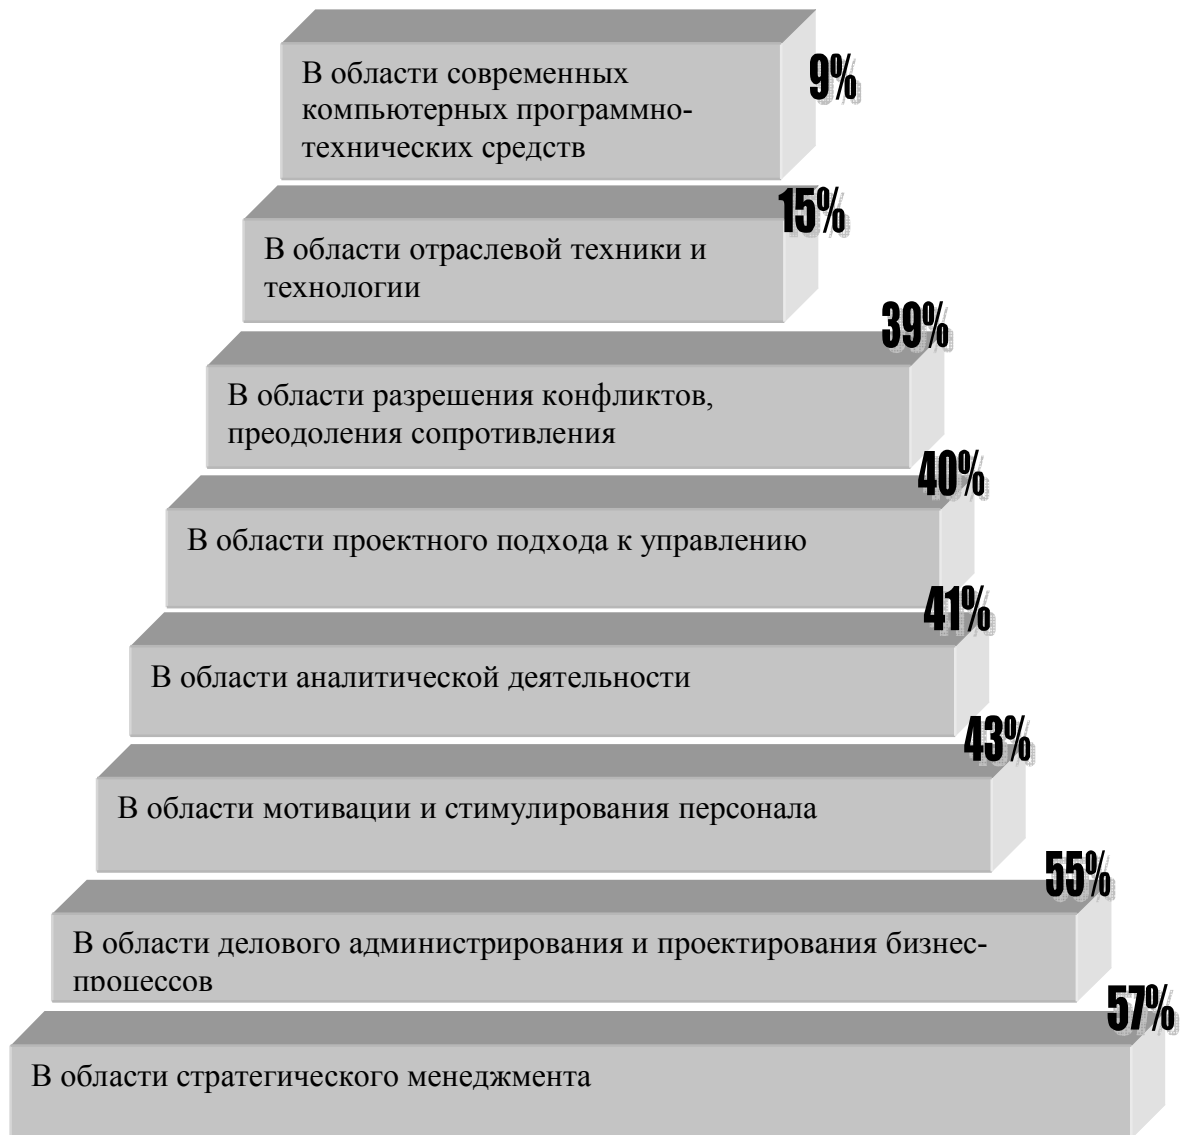 В области современных
компьютерных программно-
технических средств
9%
15%
В области отраслевой техники и
технологии
39%
В области разрешения конфликтов,
преодоления сопротивления
40%
В области проектного подхода к управлению
41%
В области аналитической деятельности
43%
В области мотивации и стимулирования персонала
55%
В области делового администрирования и проектирования бизнес-
процессов
57%
В области стратегического менеджмента